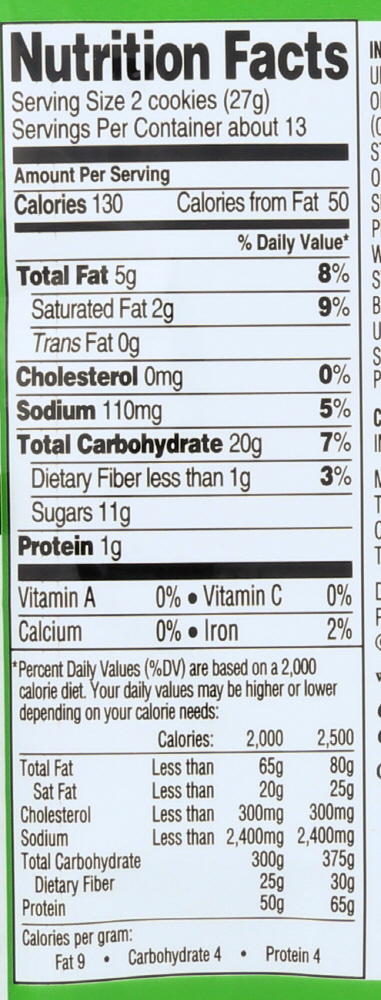 Nutrition Facts
Serving Size 2 cookies (27g)
Servings Per Container about 13
Amount Per Serving
Calories 130 Calories from Fat 50
% Daily Value*
Total Fat 5g 8%
Saturated Fat 2g 9%
Trans Fat 0g
Cholesterol 0mg 0%
Sodium 110mg 5%
Total Carbohydrate 20g 7%
Dietary Fiber less than 1g 3%
Sugars 11g
Protein 1g
Vitamin A 0% • Vitamin C 0%
Calcium 0% • Iron 2%
*Percent Daily Values (%DV) are based on a 2,000
calorie diet. Your daily values may be higher or lower
depending on your calorie needs:
Calories: 2,000 2,500
Total Fat Less than 65g 80g
Sat Fat Less than 20g 25g
Cholesterol Less than 300mg 300mg
Sodium Less than 2,400mg 2,400mg
Total Carbohydrate 300g 375g
Dietary Fiber 25g 30g
Protein 50g 65g
Calories per gram:
Fat 9 • Carbohydrate 4 • Protein 4